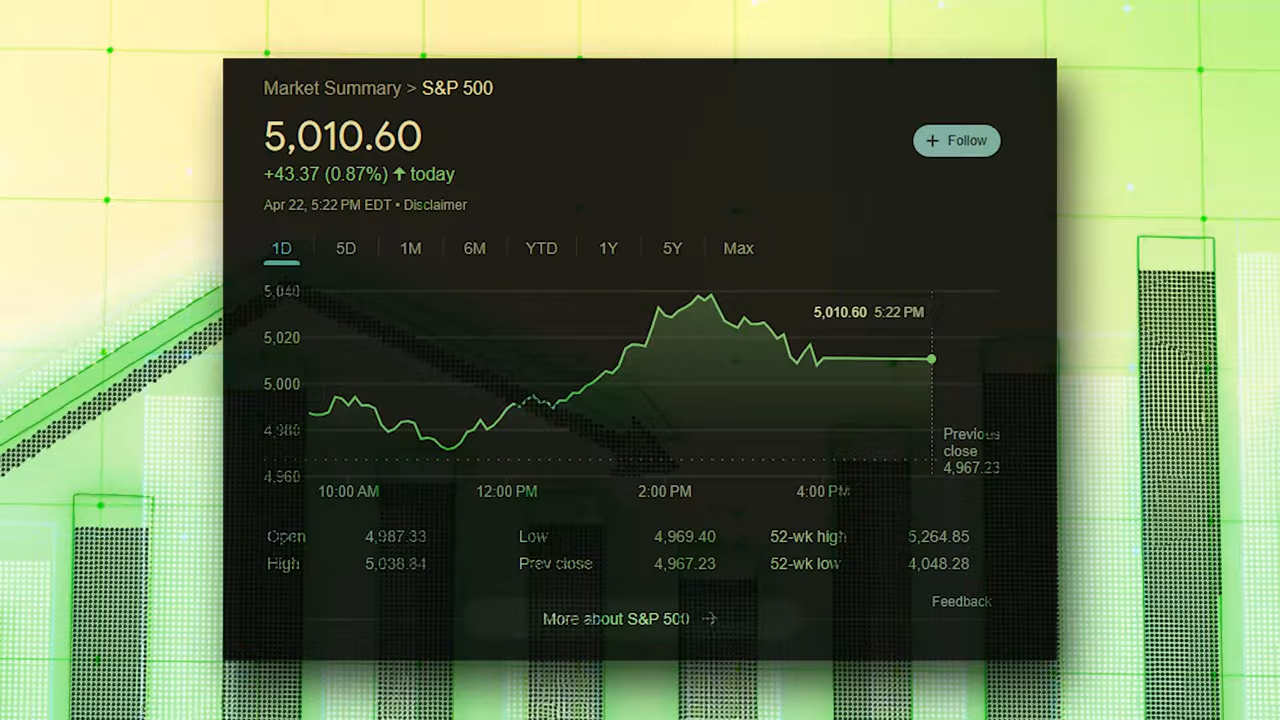 Market Summary > S&P 500
5,010.60
+ Follow
+43.37 (0.87%) ↑ today
Apr 22, 5:22 PM EDT • Disclaimer
1D 5D 1M 6M YTD 1Y 5Y Max
5,040
5,010.60 5:22 PM
5,020
5,000
4,980
Previous
close
4,967.23
4,960
10:00 AM 12:00 PM 2:00 PM 4:00 PM
Open 4,987.33 Low 4,969.40 52-wk high 5,264.85
High 5,038.84 Prev close 4,967.23 52-wk low 4,048.28
Feedback
More about S&P 500 →